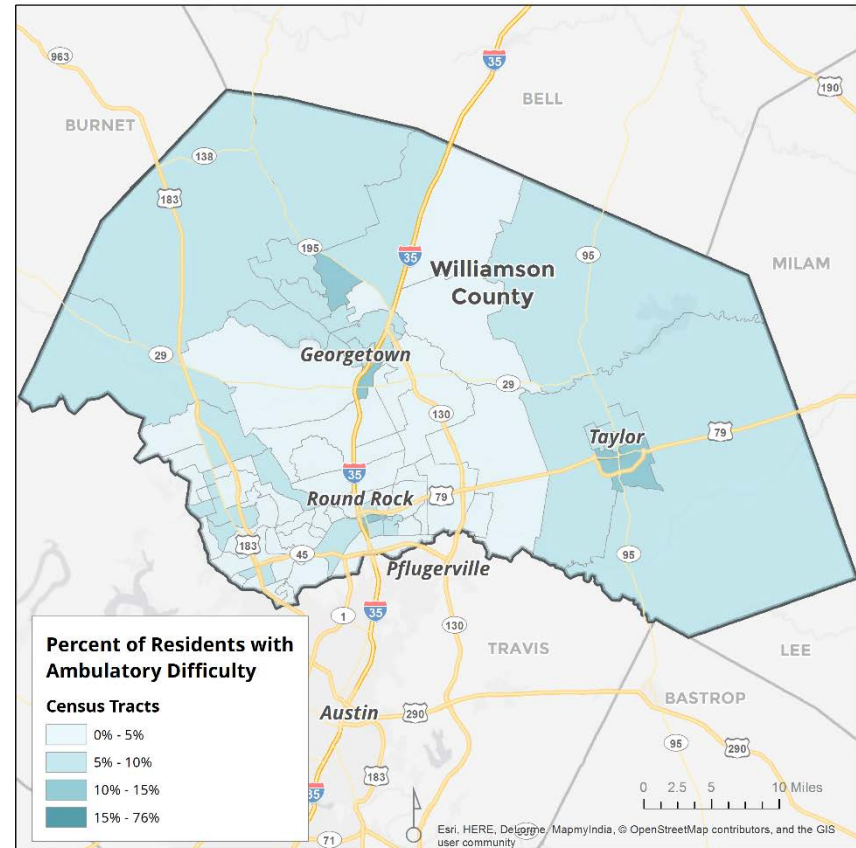 963
35
BELL
190
BURNET
138
183
95
195
35
MILAM
Williamson
County
29
Georgetown
29
130
Taylor
79
35
Round Rock
79
183
45
95
Pflugerville
1
35
130
TRAVIS
LEE
BASTROP
Percent of Residents with
Ambulatory Difficulty
Census Tracts
0% - 5%
5% - 10%
10% - 15%
15% - 76%
Austin
290
95
290
183
35
71
0 2.5 5 10 Miles
Esri, HERE, DeLorme, MapmyIndia, © OpenStreetMap contributors, and the GIS
user community